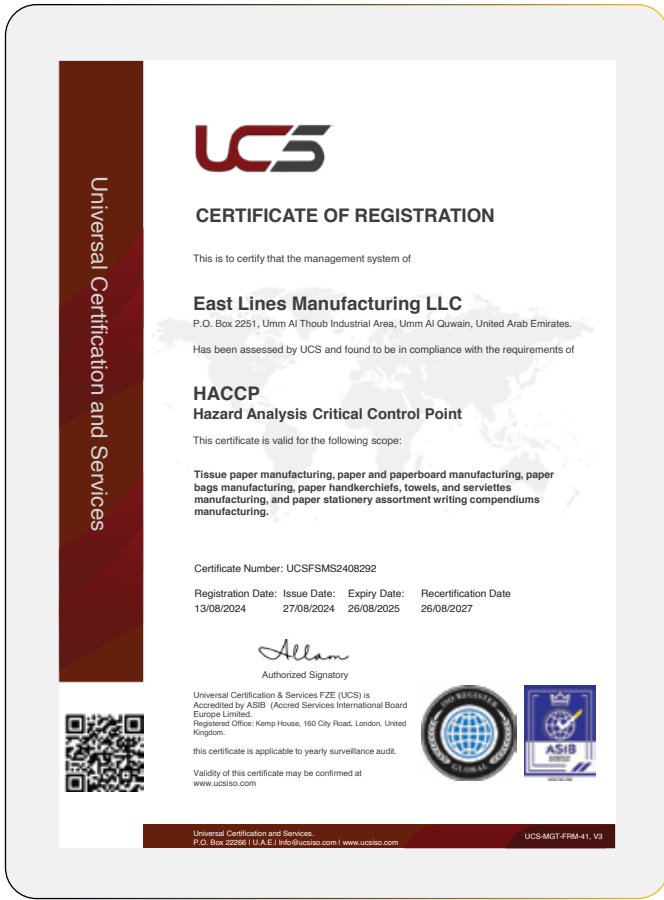 Universal Certification and Services
UCS
CERTIFICATE OF REGISTRATION
This is to certify that the management system of
East Lines Manufacturing LLC
P.O. Box 2251, Umm Al Thoub Industrial Area, Umm Al Quwain, United Arab Emirates.
Has been assessed by UCS and found to be in compliance with the requirements of
HACCP
Hazard Analysis Critical Control Point
This certificate is valid for the following scope:
Tissue paper manufacturing, paper and paperboard manufacturing, paper
bags manufacturing, paper handkerchiefs, towels, and serviettes
manufacturing, and paper stationery assortment writing compendiums
manufacturing.
Certificate Number: UCSFSMS2408292
Registration Date: Issue Date: Expiry Date: Recertification Date
13/08/2024 27/08/2024 26/08/2025 26/08/2027
Allam
Authorized Signatory
Universal Certification & Services FZE (UCS) is
Accredited by ASIB (Accred Services International Board
Europe Limited.
Registered Office: Kemp House, 160 City Road, London, United
Kingdom.
this certificate is applicable to yearly surveillance audit.
Validity of this certificate may be confirmed at
www.ucsiso.com
ISO REGISTER
GLOBAL
ASIB
Universal Certification and Services.
P.O. Box 22266 | U.A.E.| Info@ucsiso.com | www.ucsiso.com
UCS-MGT-FRM-41, V3